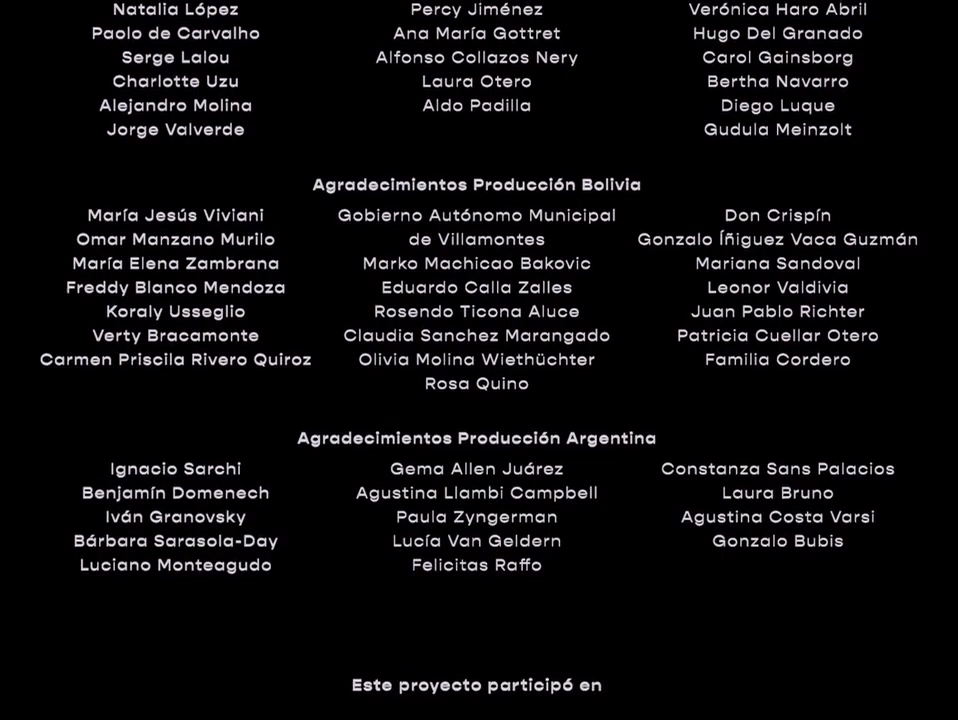 Natalia López
Paolo de Carvalho
Serge Lalou
Charlotte Uzu
Alejandro Molina
Jorge Valverde
Percy Jiménez
Ana María Gottret
Alfonso Collazos Nery
Laura Otero
Aldo Padilla
Verónica Haro Abril
Hugo Del Granado
Carol Gainsborg
Bertha Navarro
Diego Luque
Gudula Meinzolt
Agradecimientos Producción Bolivia
María Jesús Viviani
Omar Manzano Murilo
María Elena Zambrana
Freddy Blanco Mendoza
Koraly Usseglio
Verty Bracamonte
Carmen Priscila Rivero Quiroz
Gobierno Autónomo Municipal
de Villamontes
Marko Machicao Bakovic
Eduardo Calla Zalles
Rosendo Ticona Aluce
Claudia Sanchez Marangado
Olivia Molina Wiethüchter
Rosa Quino
Don Crispín
Gonzalo Íñiguez Vaca Guzmán
Mariana Sandoval
Leonor Valdivia
Juan Pablo Richter
Patricia Cuellar Otero
Familia Cordero
Agradecimientos Producción Argentina
Ignacio Sarchi
Benjamín Domenech
Iván Granovsky
Bárbara Sarasola-Day
Luciano Monteagudo
Gema Allen Juárez
Agustina Llambi Campbell
Paula Zyngerman
Lucía Van Geldern
Felicitas Raffo
Constanza Sans Palacios
Laura Bruno
Agustina Costa Varsi
Gonzalo Bubis
Este proyecto participó en